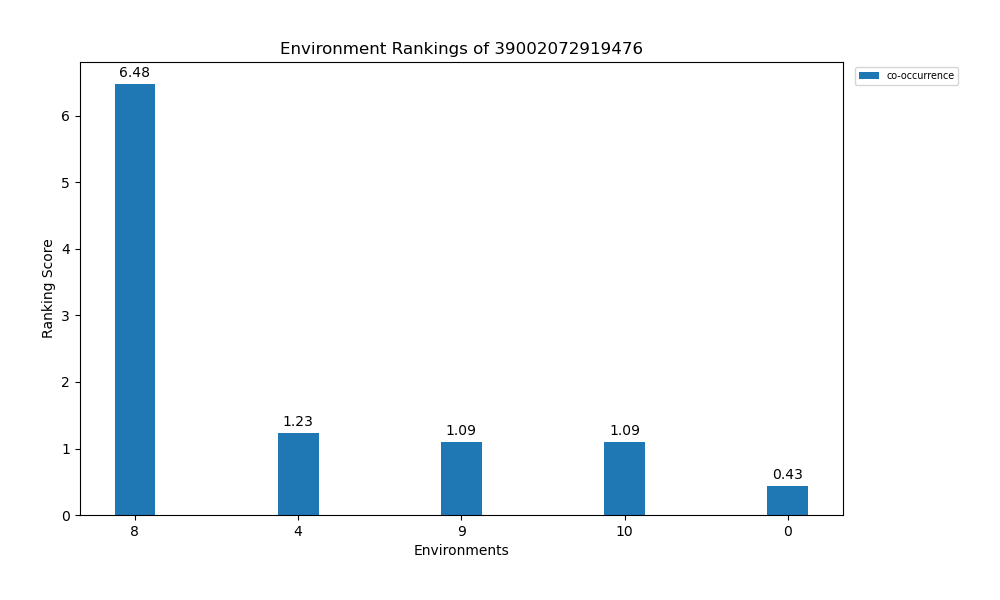 Environment Rankings of 39002072919476
co-occurrence
6.48
1.23
1.09
1.09
0.43
Ranking Score
6
5
4
3
2
1
0
8 4 9 10 0
Environments